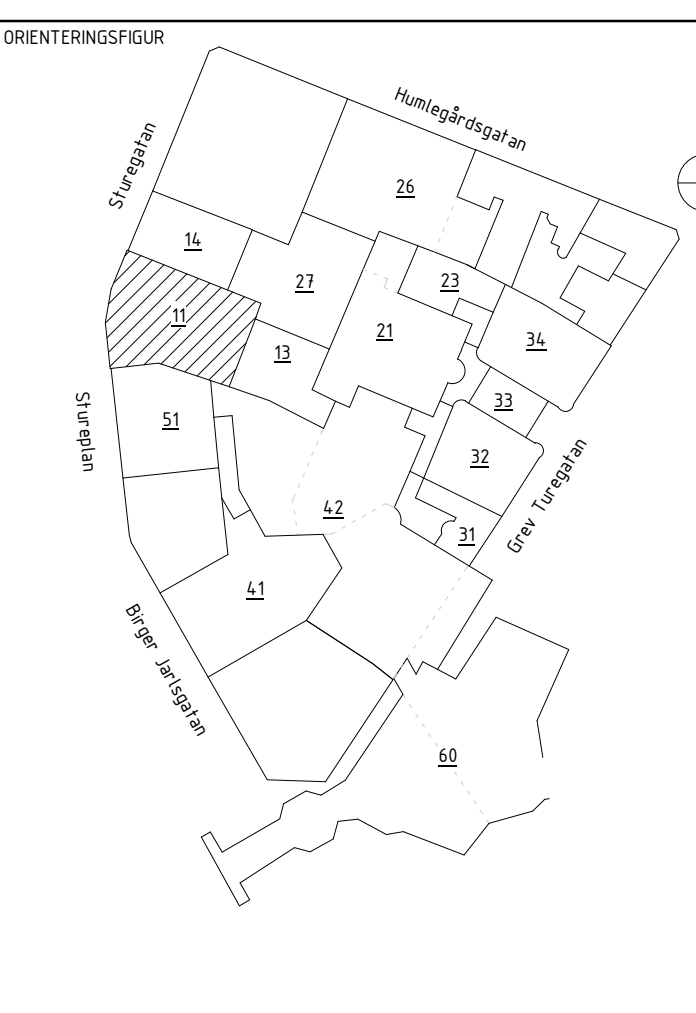 ORIENTERINGSFIGUR
Humlegårdsgatan
Sturegatan
26
14
27
23
11
21
34
13
33
51
Stureplan
32
Grev Turegatan
42
31
41
Birger Jarlsgatan
60